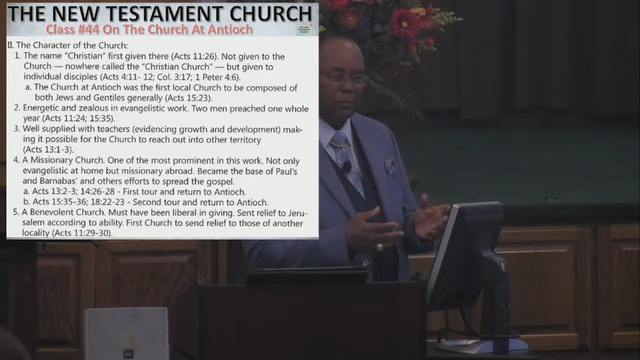 THE NEW TESTAMENT CHURCH
Class #44 On The Church At Antioch
II. The Character of the Church:
1. The name “Christian” first given there (Acts 11:26). Not given to the
Church — nowhere called the “Christian Church” — but given to
individual disciples (Acts 4:11- 12; Col. 3:17; 1 Peter 4:6).
a. The Church at Antioch was the first local Church to be composed of
both Jews and Gentiles generally (Acts 15:23).
2. Energetic and zealous in evangelistic work. Two men preached one whole
year (Acts 11:24; 15:35).
3. Well supplied with teachers (evidencing growth and development) mak-
ing it possible for the Church to reach out into other territory
(Acts 13:1-3).
4. A Missionary Church. One of the most prominent in this work. Not only
evangelistic at home but missionary abroad. Became the base of Paul's
and Barnabas' and others efforts to spread the gospel.
a. Acts 13:2-3; 14:26-28 - First tour and return to Antioch.
b. Acts 15:35-36; 18:22-23 - Second tour and return to Antioch.
5. A Benevolent Church. Must have been liberal in giving. Sent relief to Jeru-
salem according to ability. First Church to send relief to those of another
locality (Acts 11:29-30).